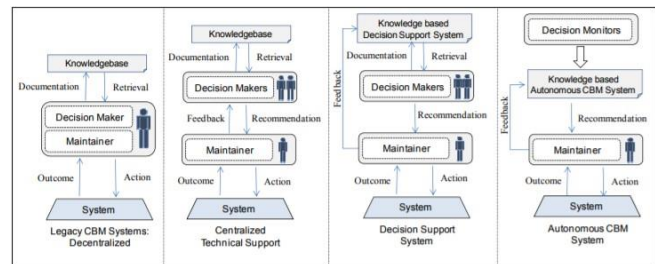 Knowledgebase
Documentation
Retrieval
Decision Maker
Maintainer
Outcome
Action
System
Legacy CBM Systems:
Decentralized
Knowledgebase
Documentation
Retrieval
Decision Makers
Feedback
Recommendation
Maintainer
Outcome
Action
System
Centralized
Technical Support
Knowledge based
Decision Support System
Documentation
Retrieval
Feedback
Decision Makers
Recommendation
Maintainer
Outcome
Action
System
Decision Support
System
Decision Monitors
Knowledge based
Autonomous CBM System
Feedback
Recommendation
Maintainer
Outcome
Action
System
Autonomous CBM
System